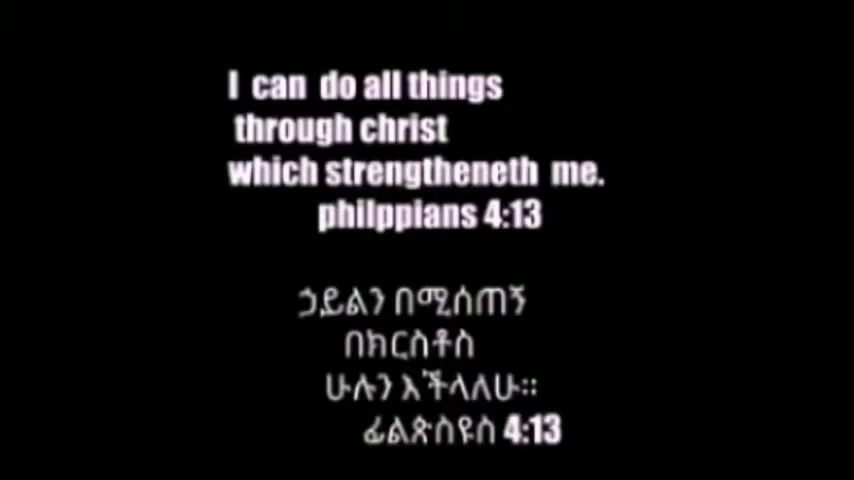 I can do all things
through christ
which strengtheneth me.
philppians 4:13
ኃይልን በሚሰጠኝ
በክርስቶስ
ሁሉን እችላለሁ።
ፊልጵስዩስ 4:13